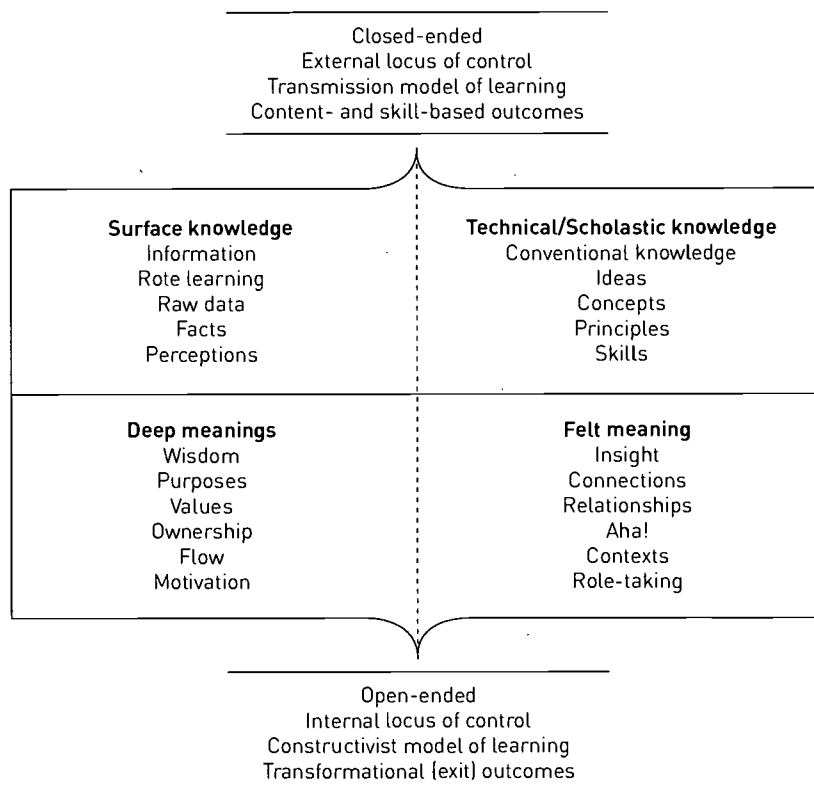 Closed-ended
External locus of control
Transmission model of learning
Content- and skill-based outcomes
Surface knowledge
Information
Rote learning
Raw data
Facts
Perceptions
Technical/Scholastic knowledge
Conventional knowledge
Ideas
Concepts
Principles
Skills
Deep meanings
Wisdom
Purposes
Values
Ownership
Flow
Motivation
Felt meaning
Insight
Connections
Relationships
Aha!
Contexts
Role-taking
Open-ended
Internal locus of control
Constructivist model of learning
Transformational (exit) outcomes